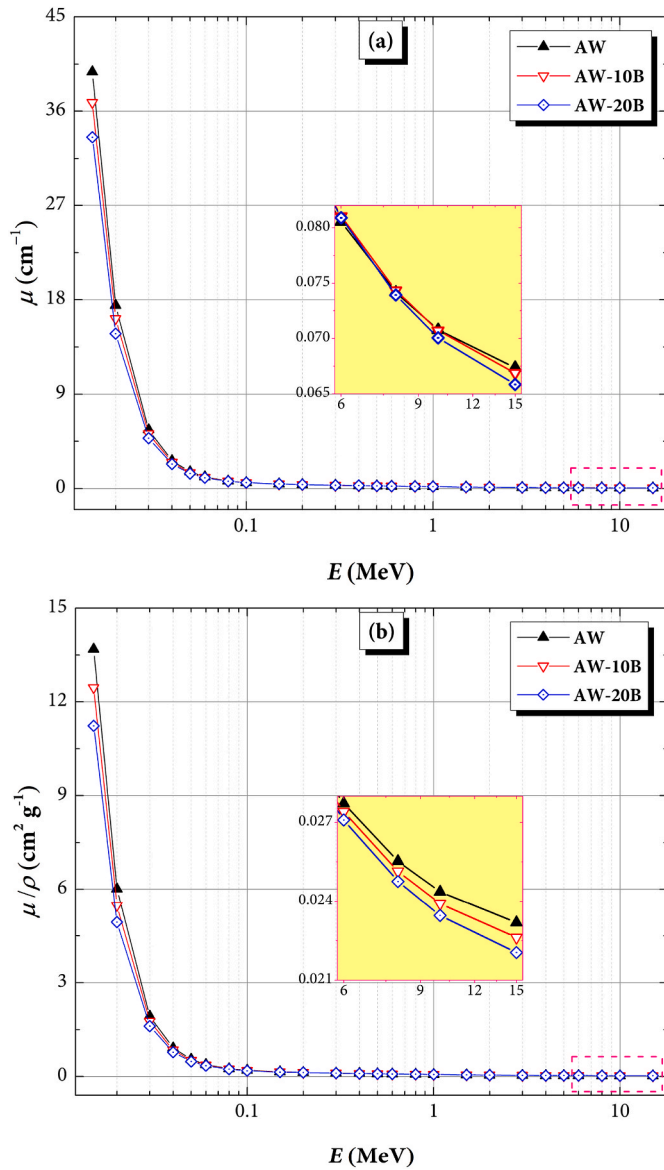 45
(a)
AW
AW-10B
AW-20B
36
27
μ (cm⁻¹)
0.080
0.075
0.070
0.065
6
9
12
15
18
9
0
0.1
1
10
E (MeV)
15
(b)
AW
AW-10B
AW-20B
12
9
μ/ρ (cm² g⁻¹)
0.027
0.024
0.021
6
9
12
15
6
3
0
0.1
1
10
E (MeV)